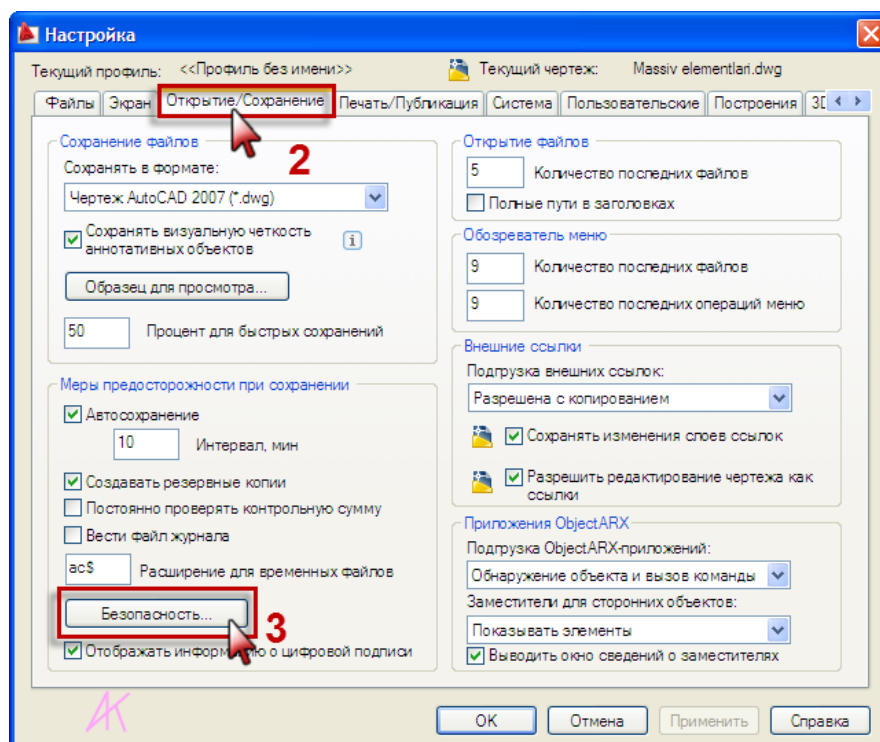 Настройка
Текущий профиль: <<Профиль без имени>> Текущий чертеж: Massiv elementlari.dwg
Файлы Экран Открытие/Сохранение Печать/Публикация Система Пользовательские Построения 3D
2
Сохранение файлов
Сохранять в формате:
Чертеж AutoCAD 2007 (*.dwg)
Сохранять визуальную четкость
аннотативных объектов
Образец для просмотра...
50 Процент для быстрых сохранений
Меры предосторожности при сохранении
Автосохранение
10 Интервал, мин
Создавать резервные копии
Постоянно проверять контрольную сумму
Вести файл журнала
ac$ Расширение для временных файлов
Безопасность...
3
Отображать информацию о цифровой подписи
Открытие файлов
5 Количество последних файлов
Полные пути в заголовках
Обозреватель меню
9 Количество последних файлов
9 Количество последних операций меню
Внешние ссылки
Подгрузка внешних ссылок:
Разрешена с копированием
Сохранять изменения слоев ссылок
Разрешить редактирование чертежа как
ссылки
Приложения ObjectARX
Подгрузка ObjectARX-приложений:
Обнаружение объекта и вызов команды
Заместители для сторонних объектов:
Показывать элементы
Выводить окно сведений о заместителях
AK
OK Отмена Применить Справка